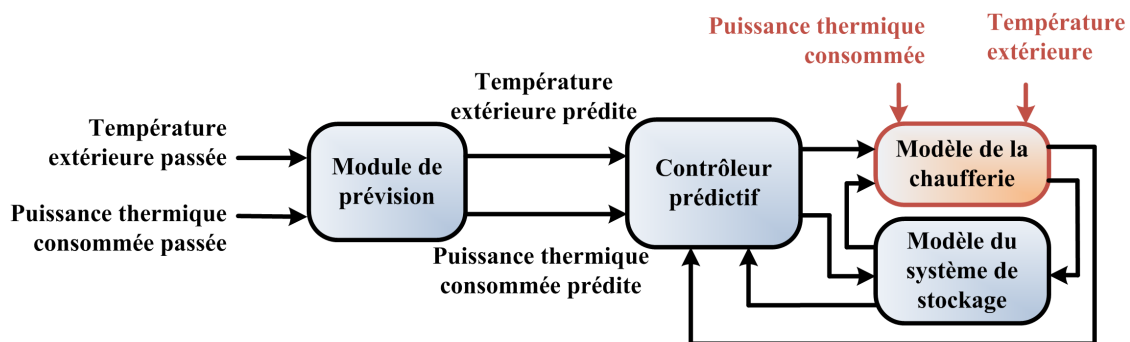 Puissance thermique
consommée
Température
extérieure
Température
extérieure prédite
Température
extérieure passée
Puissance thermique
consommée passée
Module de
prévision
Puissance thermique
consommée prédite
Contrôleur
prédictif
Modèle de la
chaufferie
Modèle du
système de
stockage